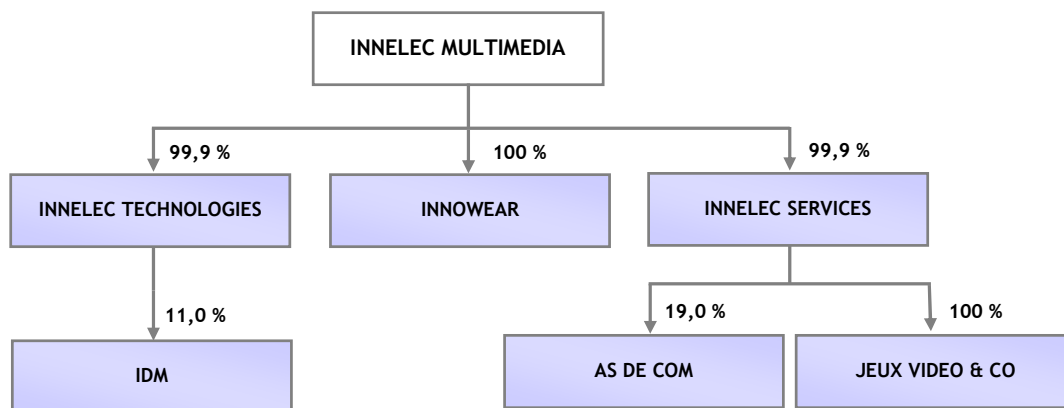 INNELEC MULTIMEDIA
99,9 %
100 %
99,9 %
INNELEC TECHNOLOGIES
INNOWEAR
INNELEC SERVICES
11,0 %
19,0 %
100 %
IDM
AS DE COM
JEUX VIDEO & CO